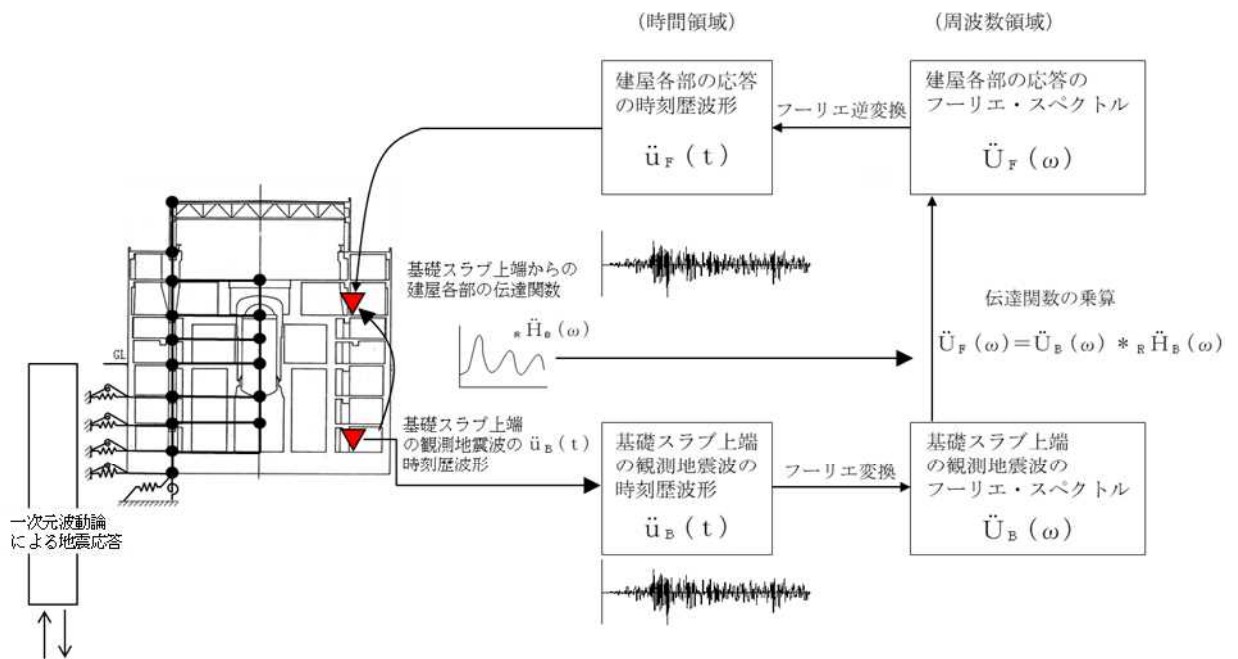 (時間領域)
(周波数領域)
建屋各部の応答
の時刻歴波形
ü F (t)
フーリエ逆変換
建屋各部の応答の
フーリエ・スペクトル
Ü F (ω)
基礎スラブ上端からの
建屋各部の伝達関数
R Ḧ B (ω)
伝達関数の乗算
Ü F (ω)=Ü B (ω) * R Ḧ B (ω)
GL
基礎スラブ上端
の観測地震波の ü B (t)
時刻歴波形
基礎スラブ上端
の観測地震波の
時刻歴波形
ü B (t)
フーリエ変換
基礎スラブ上端
の観測地震波の
フーリエ・スペクトル
Ü B (ω)
一次元波動論
による地震応答